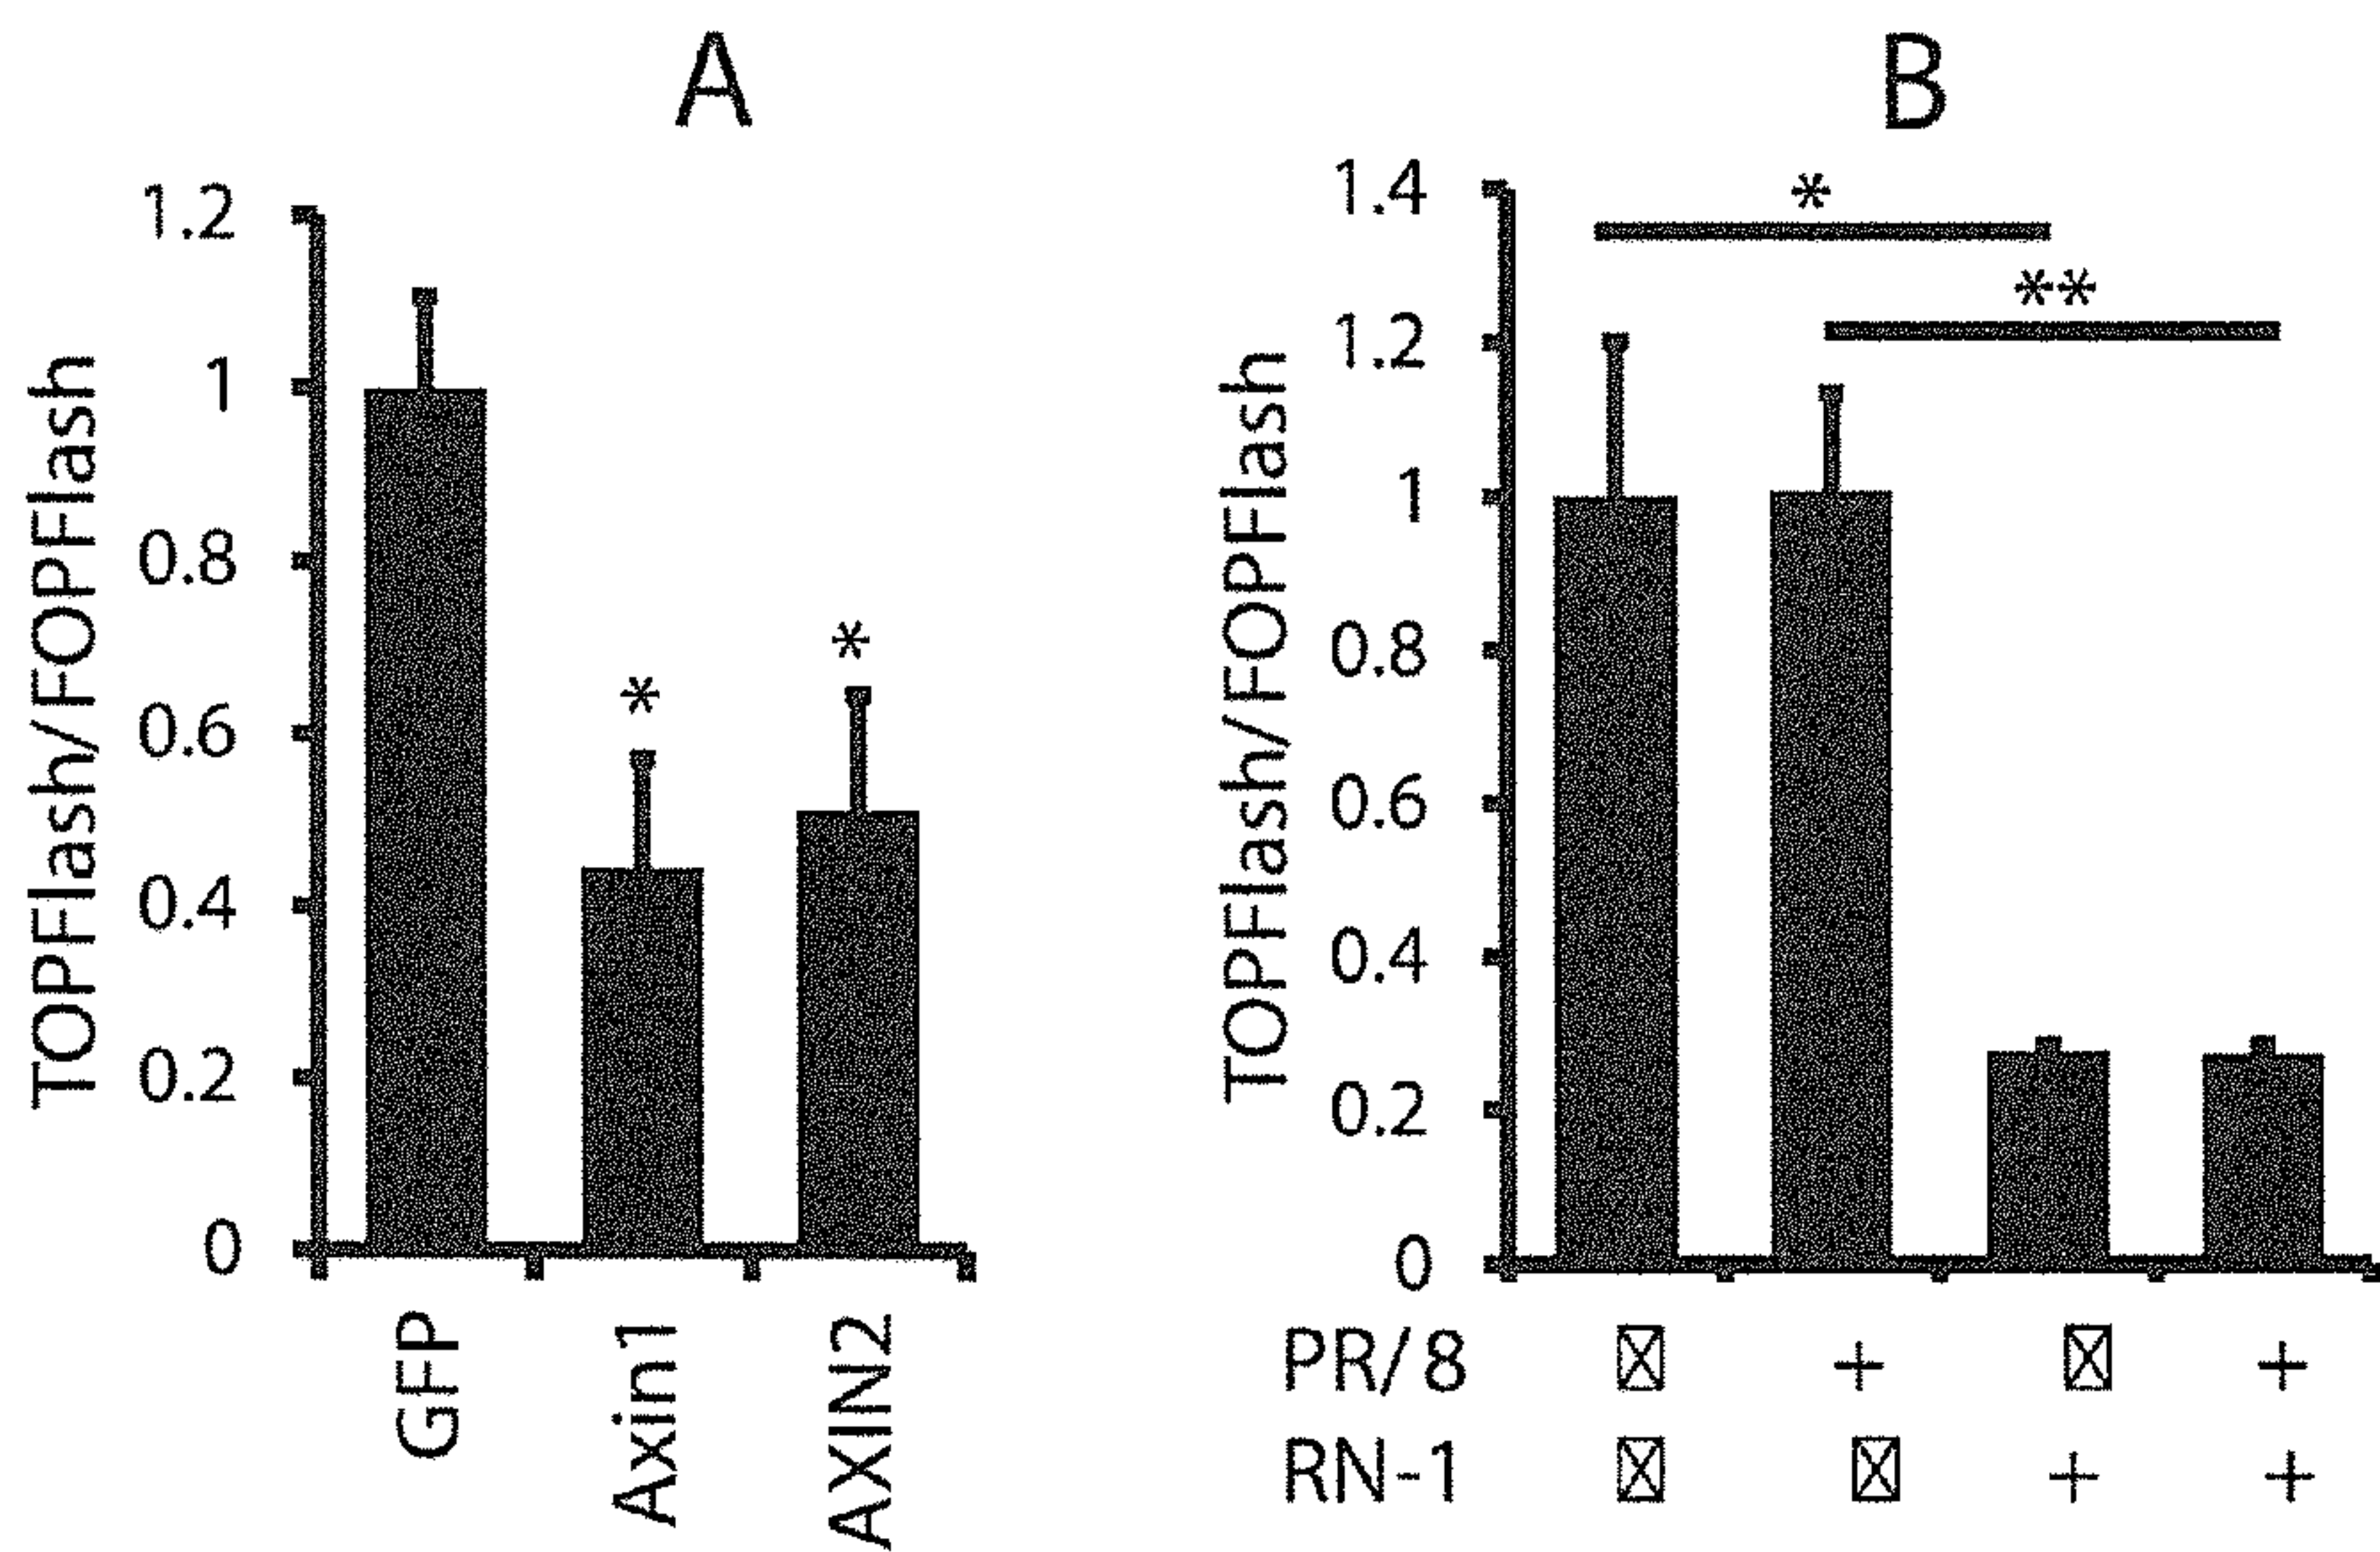 A
TOPFlash/FOPFlash
1.2
1
0.8
0.6
0.4
0.2
0
*
*
GFP
Axin1
AXIN2
B
TOPFlash/FOPFlash
1.4
1.2
1
0.8
0.6
0.4
0.2
0
*
**
PR/8 ☒ + ☒ +
RN-1 ☒ ☒ + +